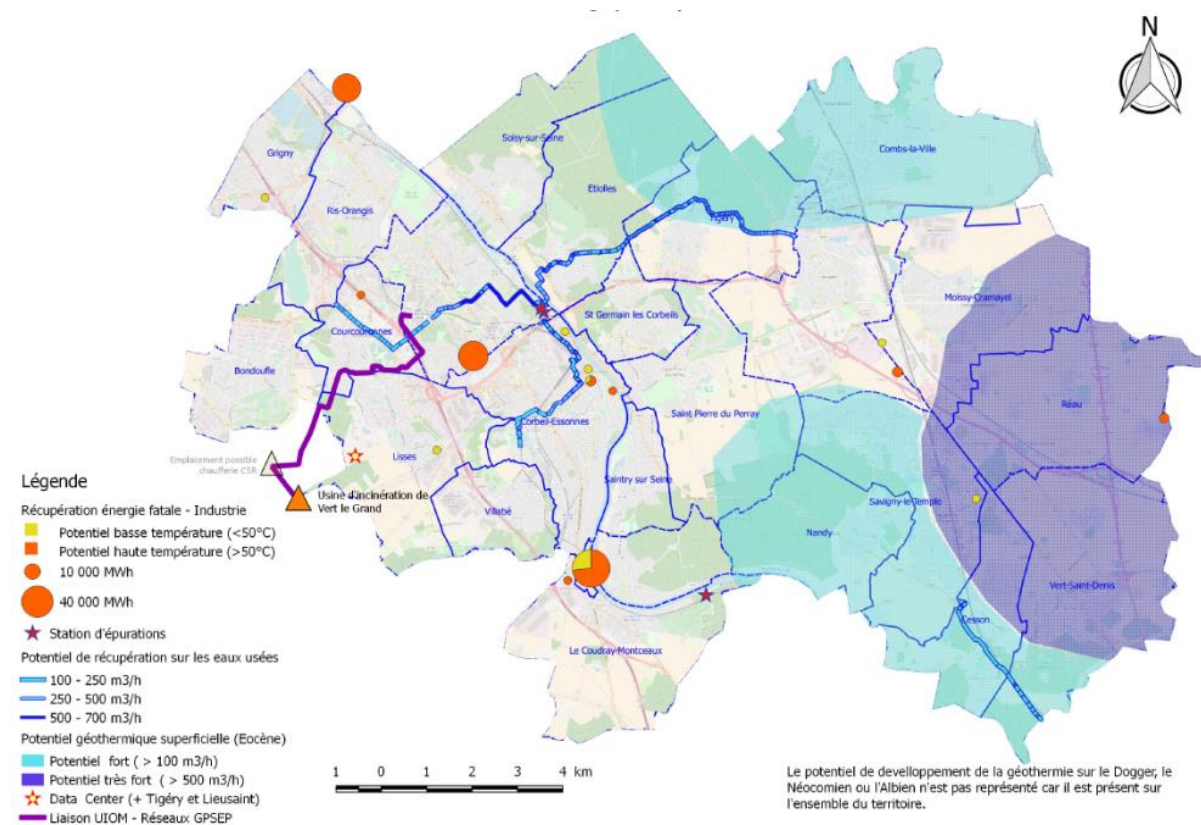 N
Soisy-sur-Seine
Combs-la-Ville
Grigny
Etiolles
Ris-Orangis
Tigéry
Moissy-Cramayel
St Germain les Corbeils
Courcouronnes
Bondoufle
Réau
Saint Pierre du Perray
Corbeil-Essonnes
Lisses
Emplacement possible
chaufferie CSR
Saintry sur Seine
Savigny-le-Temple
Usine d'incinération de
Vert le Grand
Villabé
Nandy
Vert-Saint-Denis
Cesson
Le Coudray-Montceaux
Légende
Récupération énergie fatale - Industrie
Potentiel basse température (<50°C)
Potentiel haute température (>50°C)
10 000 MWh
40 000 MWh
Station d'épurations
Potentiel de récupération sur les eaux usées
100 - 250 m3/h
250 - 500 m3/h
500 - 700 m3/h
Potentiel géothermique superficielle (Eocène)
Potentiel fort ( > 100 m3/h)
Potentiel très fort ( > 500 m3/h)
Data Center (+ Tigéry et Lieusaint)
Liaison UIOM - Réseaux GPSEP
1 0 1 2 3 4 km
Le potentiel de develloppement de la géothermie sur le Dogger, le
Néocomien ou l'Albien n'est pas représenté car il est présent sur
l'ensemble du territoire.